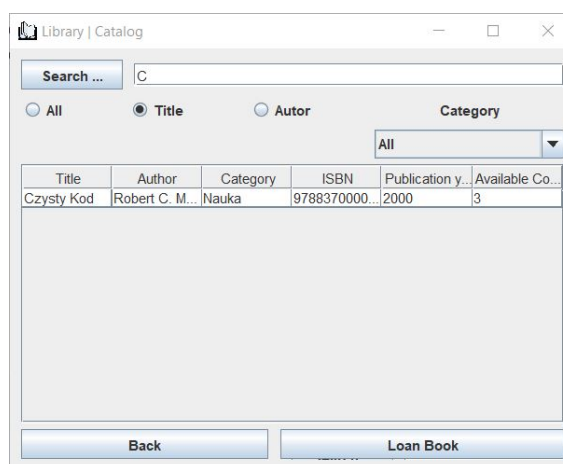 Library | Catalog
Search ... C
All Title Autor Category
All
Title Author Category ISBN Publication y... Available Co...
Czysty Kod Robert C. M... Nauka 9788370000... 2000 3
Back Loan Book